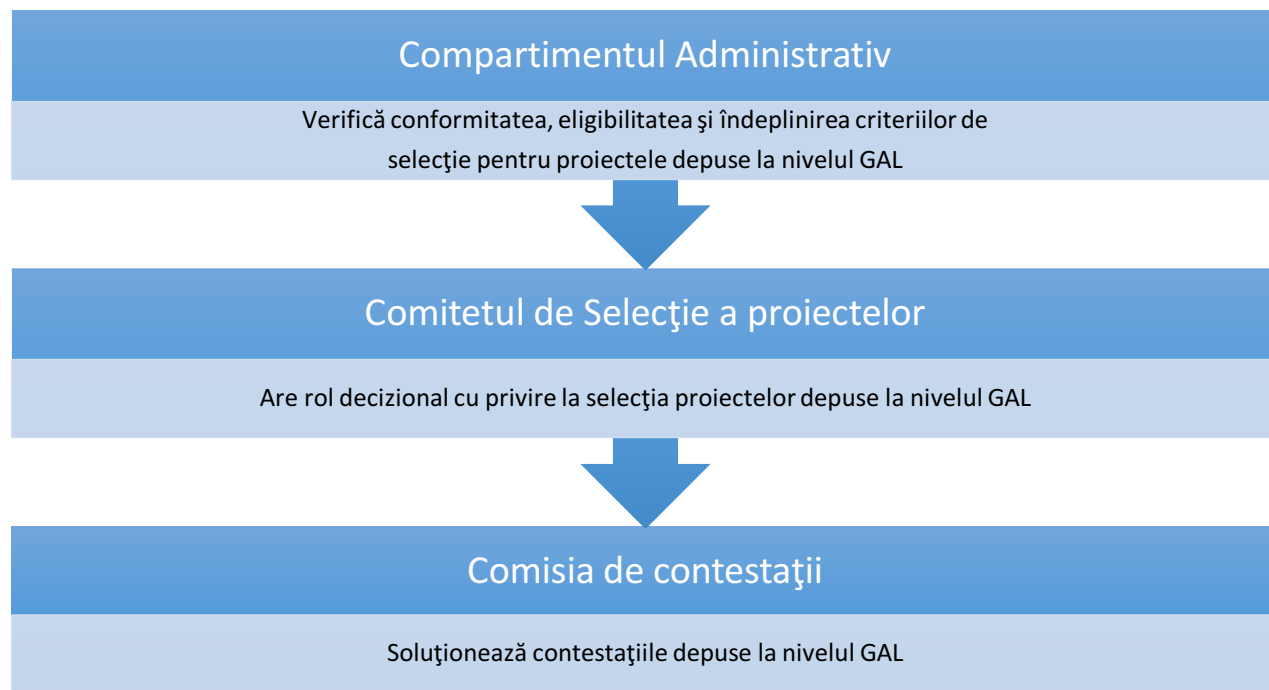 Compartimentul Administrativ
Verifică conformitatea, eligibilitatea şi îndeplinirea criteriilor de
selecţie pentru proiectele depuse la nivelul GAL
Comitetul de Selecţie a proiectelor
Are rol decizional cu privire la selecţia proiectelor depuse la nivelul GAL
Comisia de contestaţii
Soluţionează contestaţiile depuse la nivelul GAL